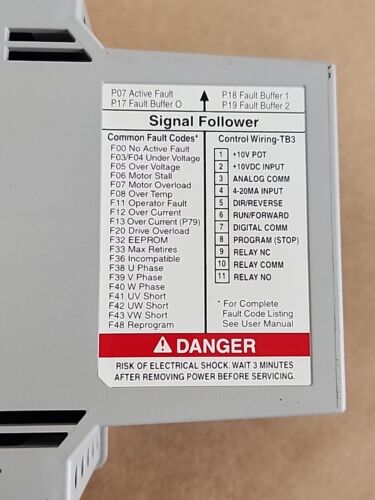 P07 Active Fault
P17 Fault Buffer O
P18 Fault Buffer 1
P19 Fault Buffer 2
Signal Follower
Common Fault Codes*
F00 No Active Fault
F03/F04 Under Voltage
F05 Over Voltage
F06 Motor Stall
F07 Motor Overload
F08 Over Temp
F11 Operator Fault
F12 Over Current
F13 Over Current (P79)
F20 Drive Overload
F32 EEPROM
F33 Max Retires
F36 Incompatible
F38 U Phase
F39 V Phase
F40 W Phase
F41 UV Short
F42 UW Short
F43 VW Short
F48 Reprogram
Control Wiring-TB3
1 +10V POT
2 +10VDC INPUT
3 ANALOG COMM
4 4-20MA INPUT
5 DIR/REVERSE
6 RUN/FORWARD
7 DIGITAL COMM
8 PROGRAM (STOP)
9 RELAY NC
10 RELAY COMM
11 RELAY NO
* For Complete
Fault Code Listing
See User Manual
DANGER
RISK OF ELECTRICAL SHOCK. WAIT 3 MINUTES
AFTER REMOVING POWER BEFORE SERVICING.